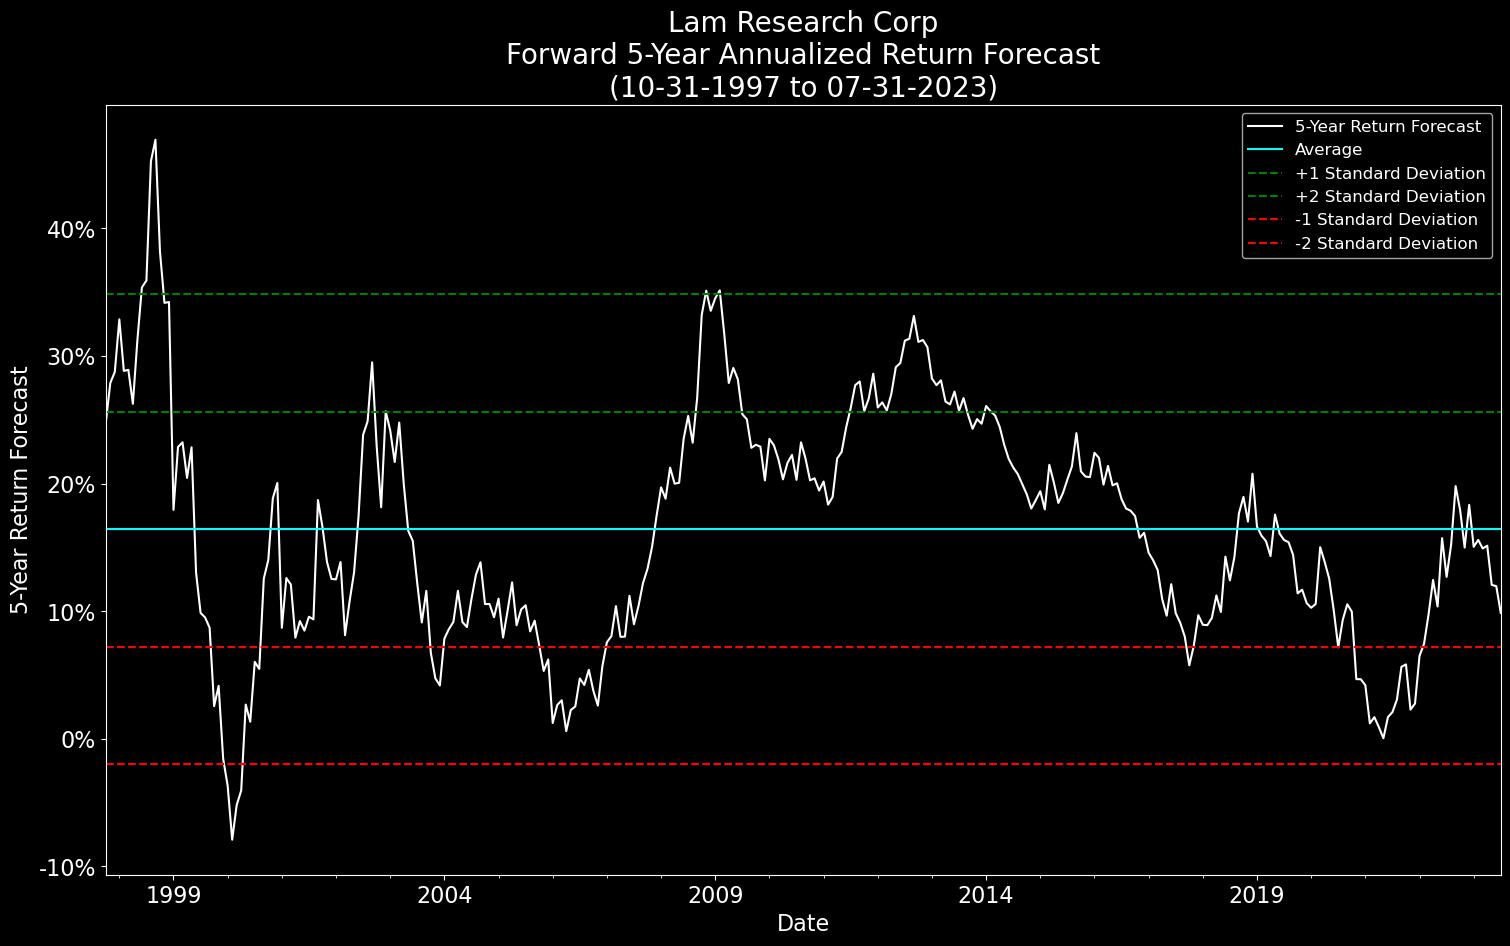 Lam Research Corp
Forward 5-Year Annualized Return Forecast
(10-31-1997 to 07-31-2023)
5-Year Return Forecast
Average
+1 Standard Deviation
+2 Standard Deviation
-1 Standard Deviation
-2 Standard Deviation
5-Year Return Forecast
40%
30%
20%
10%
0%
-10%
1999 2004 2009 2014 2019
Date